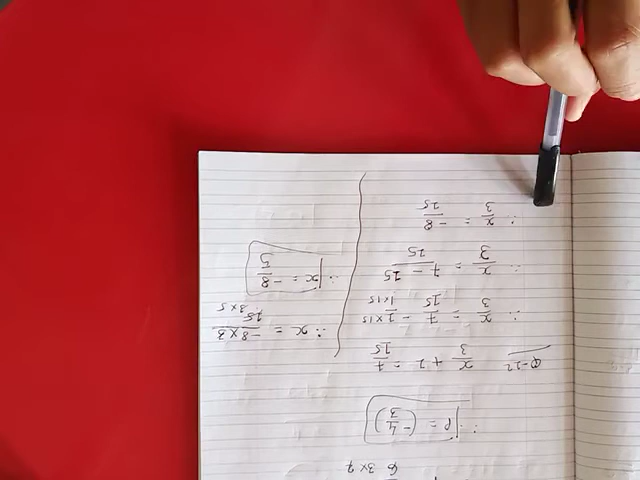 ∴ P = (-4/3)
Q-11 x/3 + 1 = 7/15
∴ x/3 = 7/15 - 1×15/1×15
∴ x/3 = 7 - 15/15
∴ x/3 = -8/15
∴ x = -8×3/15
3×5
∴ x = -8/5